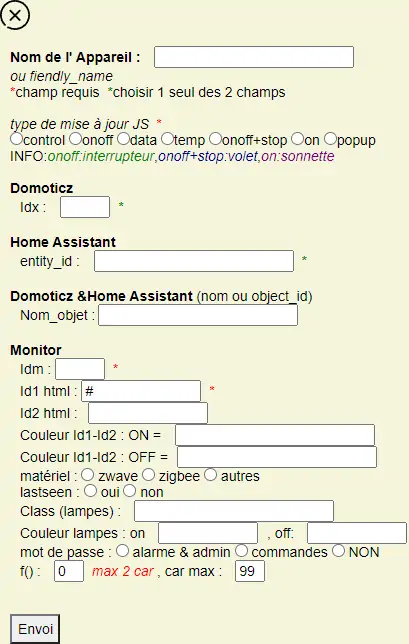 Nom de l' Appareil :
ou fiendly_name
*champ requis *choisir 1 seul des 2 champs
type de mise à jour JS *
control onoff data temp onoff+stop on popup
INFO:onoff:interrupteur,onoff+stop:volet,on:sonnette
Domoticz
Idx : *
Home Assistant
entity_id : *
Domoticz &Home Assistant (nom ou object_id)
Nom_objet :
Monitor
Idm : *
Id1 html : # *
Id2 html :
Couleur Id1-Id2 : ON =
Couleur Id1-Id2 : OFF =
matériel : zwave zigbee autres
lastseen : oui non
Class (lampes) :
Couleur lampes : on , off:
mot de passe : alarme & admin commandes NON
f() : 0 max 2 car , car max : 99
Envoi